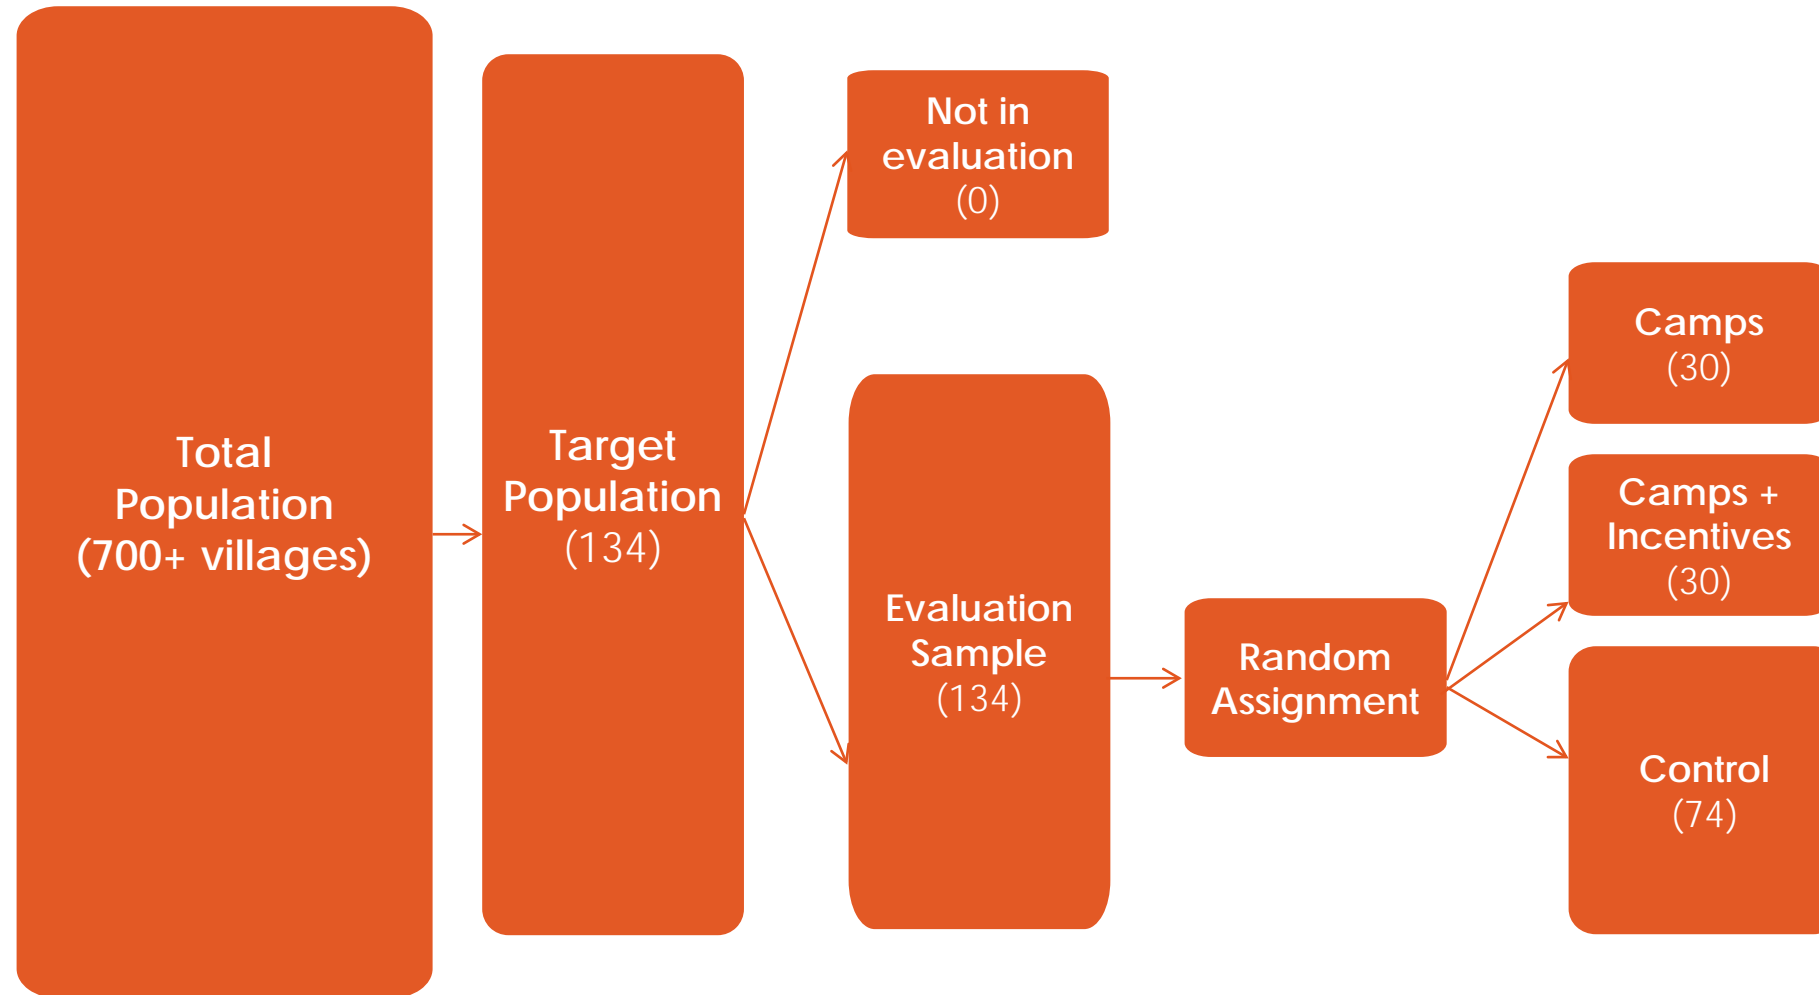 Total
Population
(700+ villages)
Target
Population
(134)
Not in
evaluation
(0)
Evaluation
Sample
(134)
Random
Assignment
Camps
(30)
Camps +
Incentives
(30)
Control
(74)